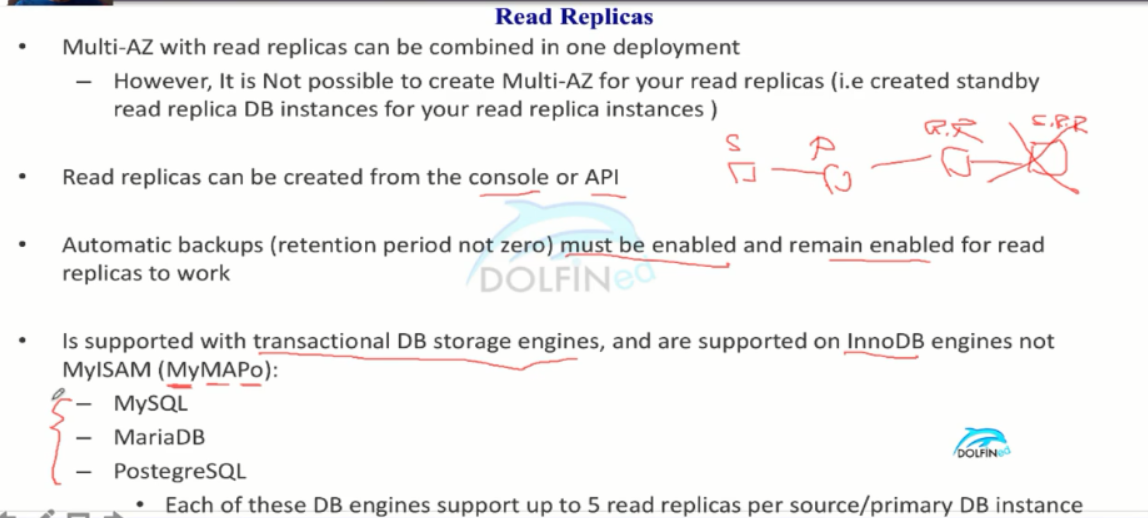 Read Replicas
• Multi-AZ with read replicas can be combined in one deployment
– However, It is Not possible to create Multi-AZ for your read replicas (i.e created standby
read replica DB instances for your read replica instances )
S P R.R S.R.R
• Read replicas can be created from the console or API
• Automatic backups (retention period not zero) must be enabled and remain enabled for read
replicas to work
DOLFINed
• Is supported with transactional DB storage engines, and are supported on InnoDB engines not
MyISAM (MyMAPo):
– MySQL
– MariaDB
DOLFINed
– PostegreSQL
• Each of these DB engines support up to 5 read replicas per source/primary DB instance